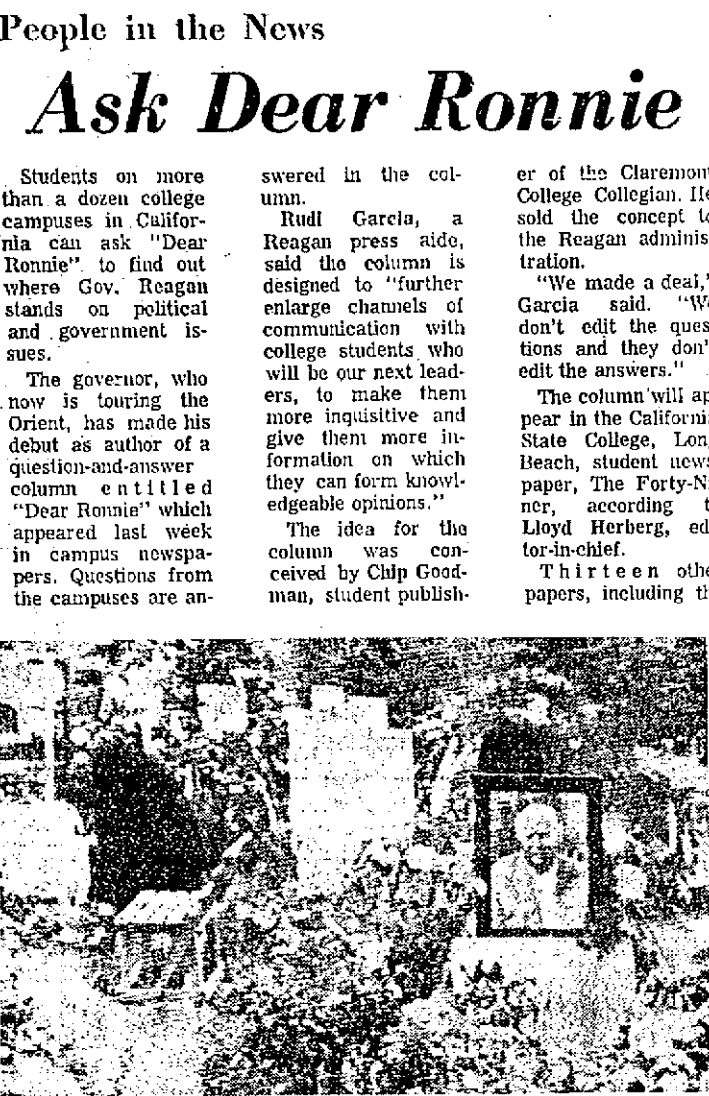 People in the News
Ask Dear Ronnie
Students on more
than a dozen college
campuses in Califor-
nia can ask "Dear
Ronnie" to find out
where Gov. Reagan
stands on political
and government is-
sues.
The governor, who
now is touring the
Orient, has made his
debut as author of a
question-and-answer
column entitled
"Dear Ronnie" which
appeared last week
in campus newspa-
pers. Questions from
the campuses are an-
swered in the col-
umn.
Rudi Garcia, a
Reagan press aide,
said the column is
designed to "further
enlarge channels of
communication with
college students who
will be our next lead-
ers, to make them
more inquisitive and
give them more in-
formation on which
they can form knowl-
edgeable opinions."
The idea for the
column was con-
ceived by Chip Good-
man, student publish-
er of the Claremont
College Collegian. He
sold the concept to
the Reagan adminis
tration.
"We made a deal,"
Garcia said. "We
don't edit the ques
tions and they don't
edit the answers."
The column will ap
pear in the California
State College, Long
Beach, student news
paper, The Forty-Ni
ner, according t
Lloyd Herberg, ed
tor-in-chief.
Thirteen othe
papers, including th